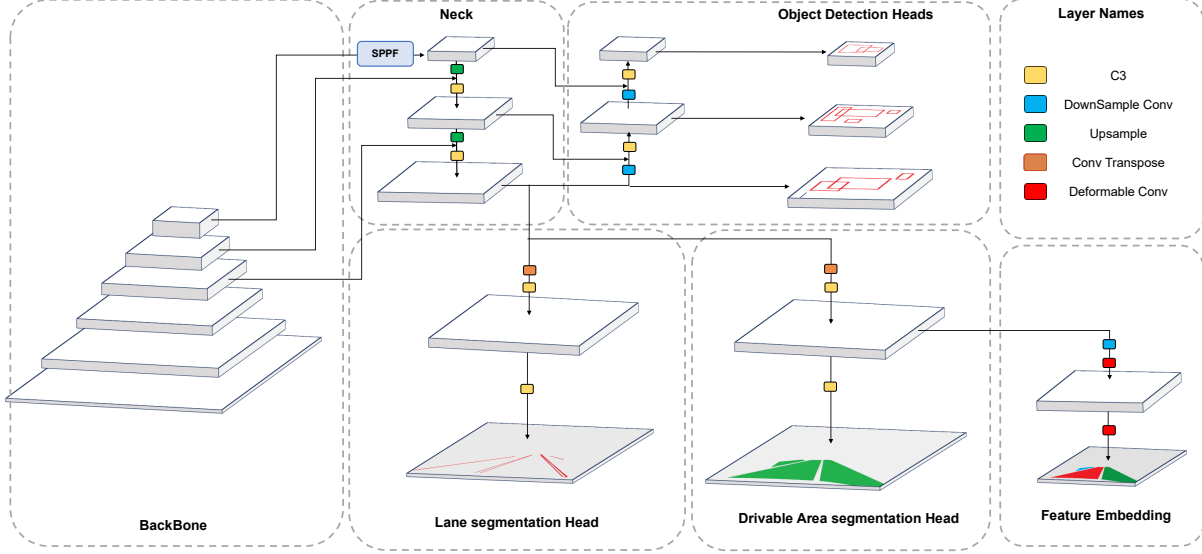 Neck
Object Detection Heads
Layer Names
SPPF
C3
DownSample Conv
Upsample
Conv Transpose
Deformable Conv
BackBone
Lane segmentation Head
Drivable Area segmentation Head
Feature Embedding